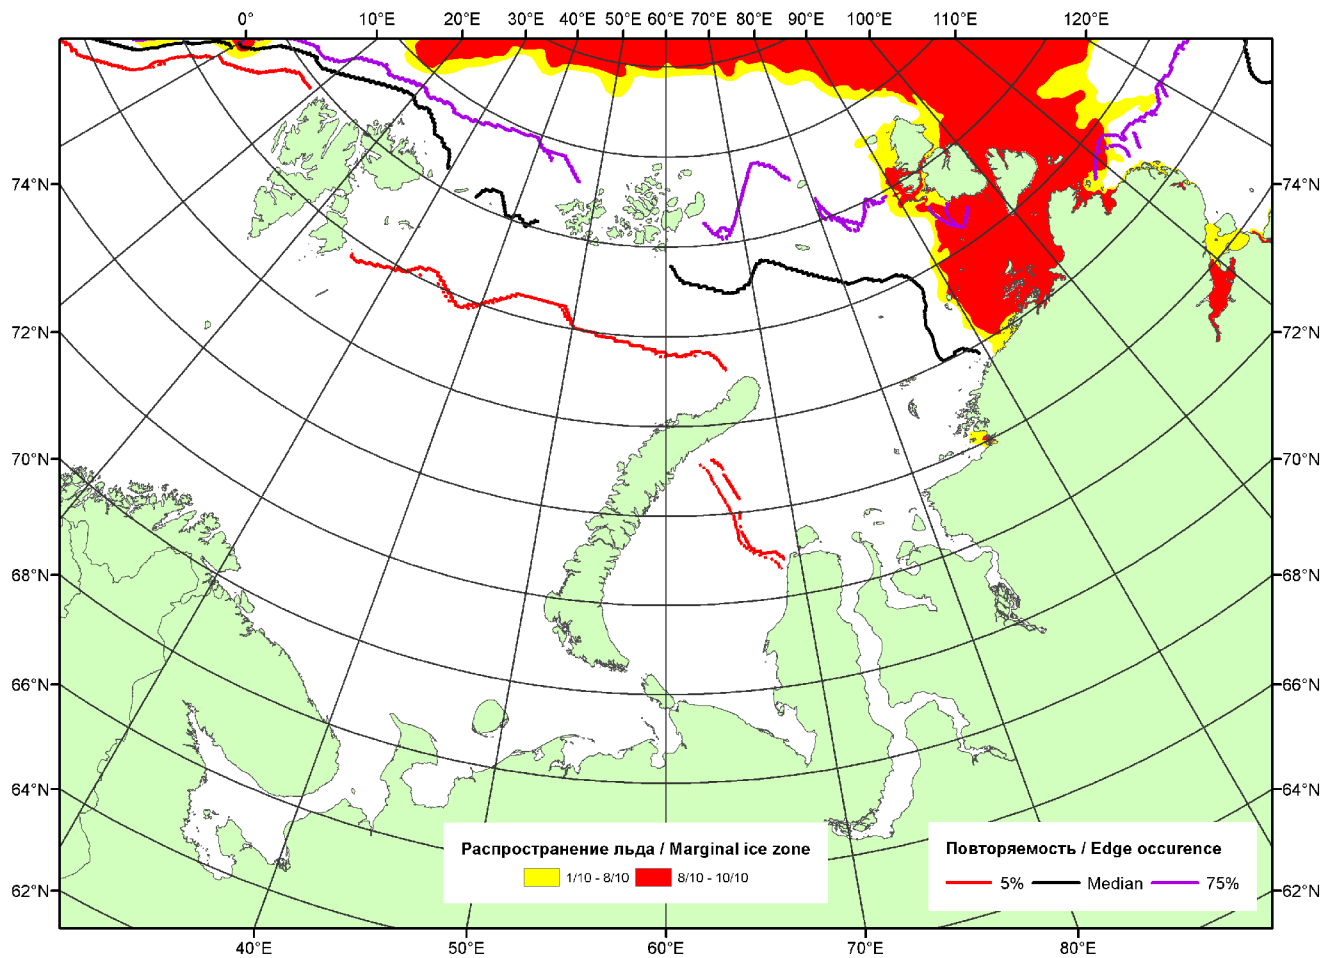 0° 10°E 20°E 30°E 40°E 50°E 60°E 70°E 80°E 90°E 100°E 110°E 120°E
74°N 74°N
72°N 72°N
70°N 70°N
68°N 68°N
66°N 66°N
64°N 64°N
Распространение льда / Marginal ice zone
1/10 - 8/10 8/10 - 10/10
Повторяемость / Edge occurence
5% Median 75%
62°N 62°N
40°E 50°E 60°E 70°E 80°E